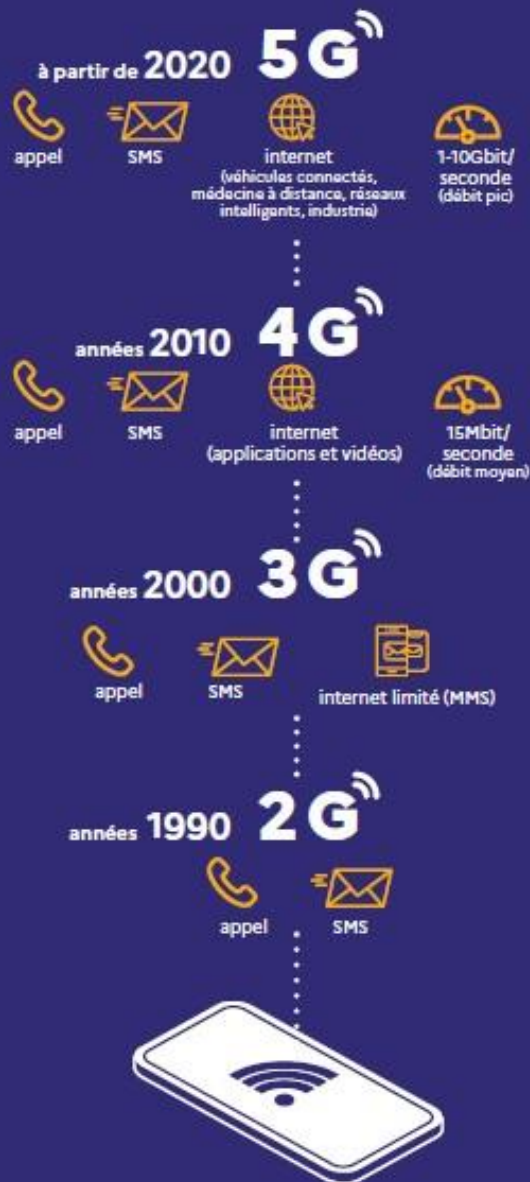 à partir de 2020 5G
appel
SMS
internet
(véhicules connectés,
médecine à distance, réseaux
intelligents, industrie)
1-10Gbit/
seconde
(débit pic)
années 2010 4G
appel
SMS
internet
(applications et vidéos)
15Mbit/
seconde
(débit moyen)
années 2000 3G
appel
SMS
internet limité (MMS)
années 1990 2G
appel
SMS